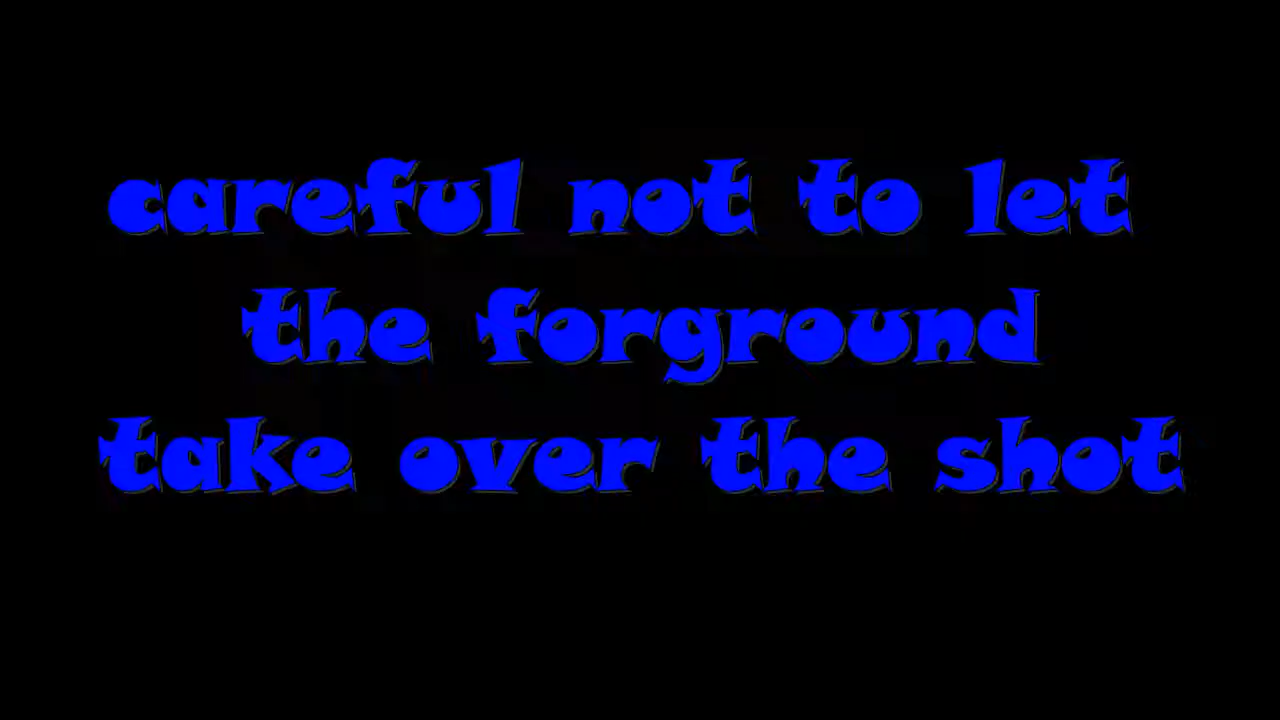 careful not to let
the forground
take over the shot